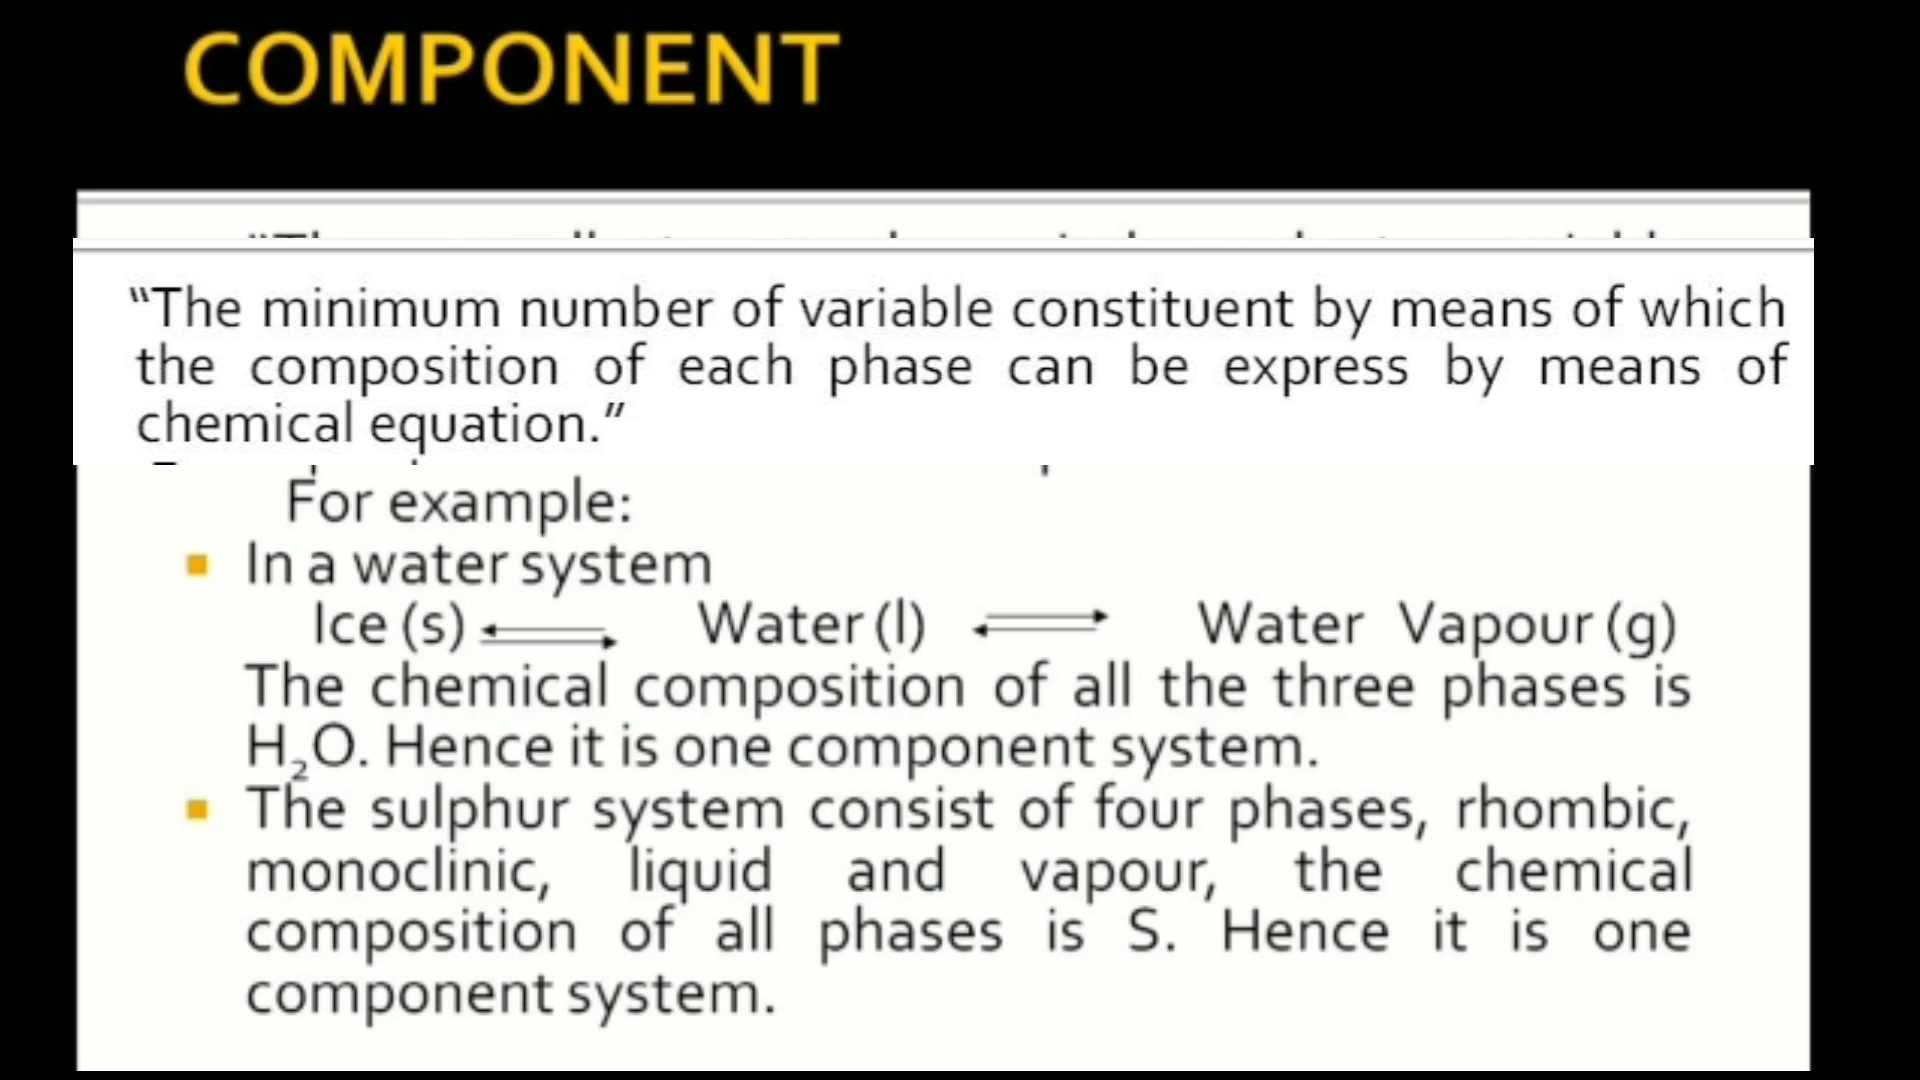 COMPONENT
“The minimum number of variable constituent by means of which
the composition of each phase can be express by means of
chemical equation.”
For example:
▪ In a water system
Ice (s) ⇌ Water (l) ⇌ Water Vapour (g)
The chemical composition of all the three phases is
H₂O. Hence it is one component system.
▪ The sulphur system consist of four phases, rhombic,
monoclinic, liquid and vapour, the chemical
composition of all phases is S. Hence it is one
component system.